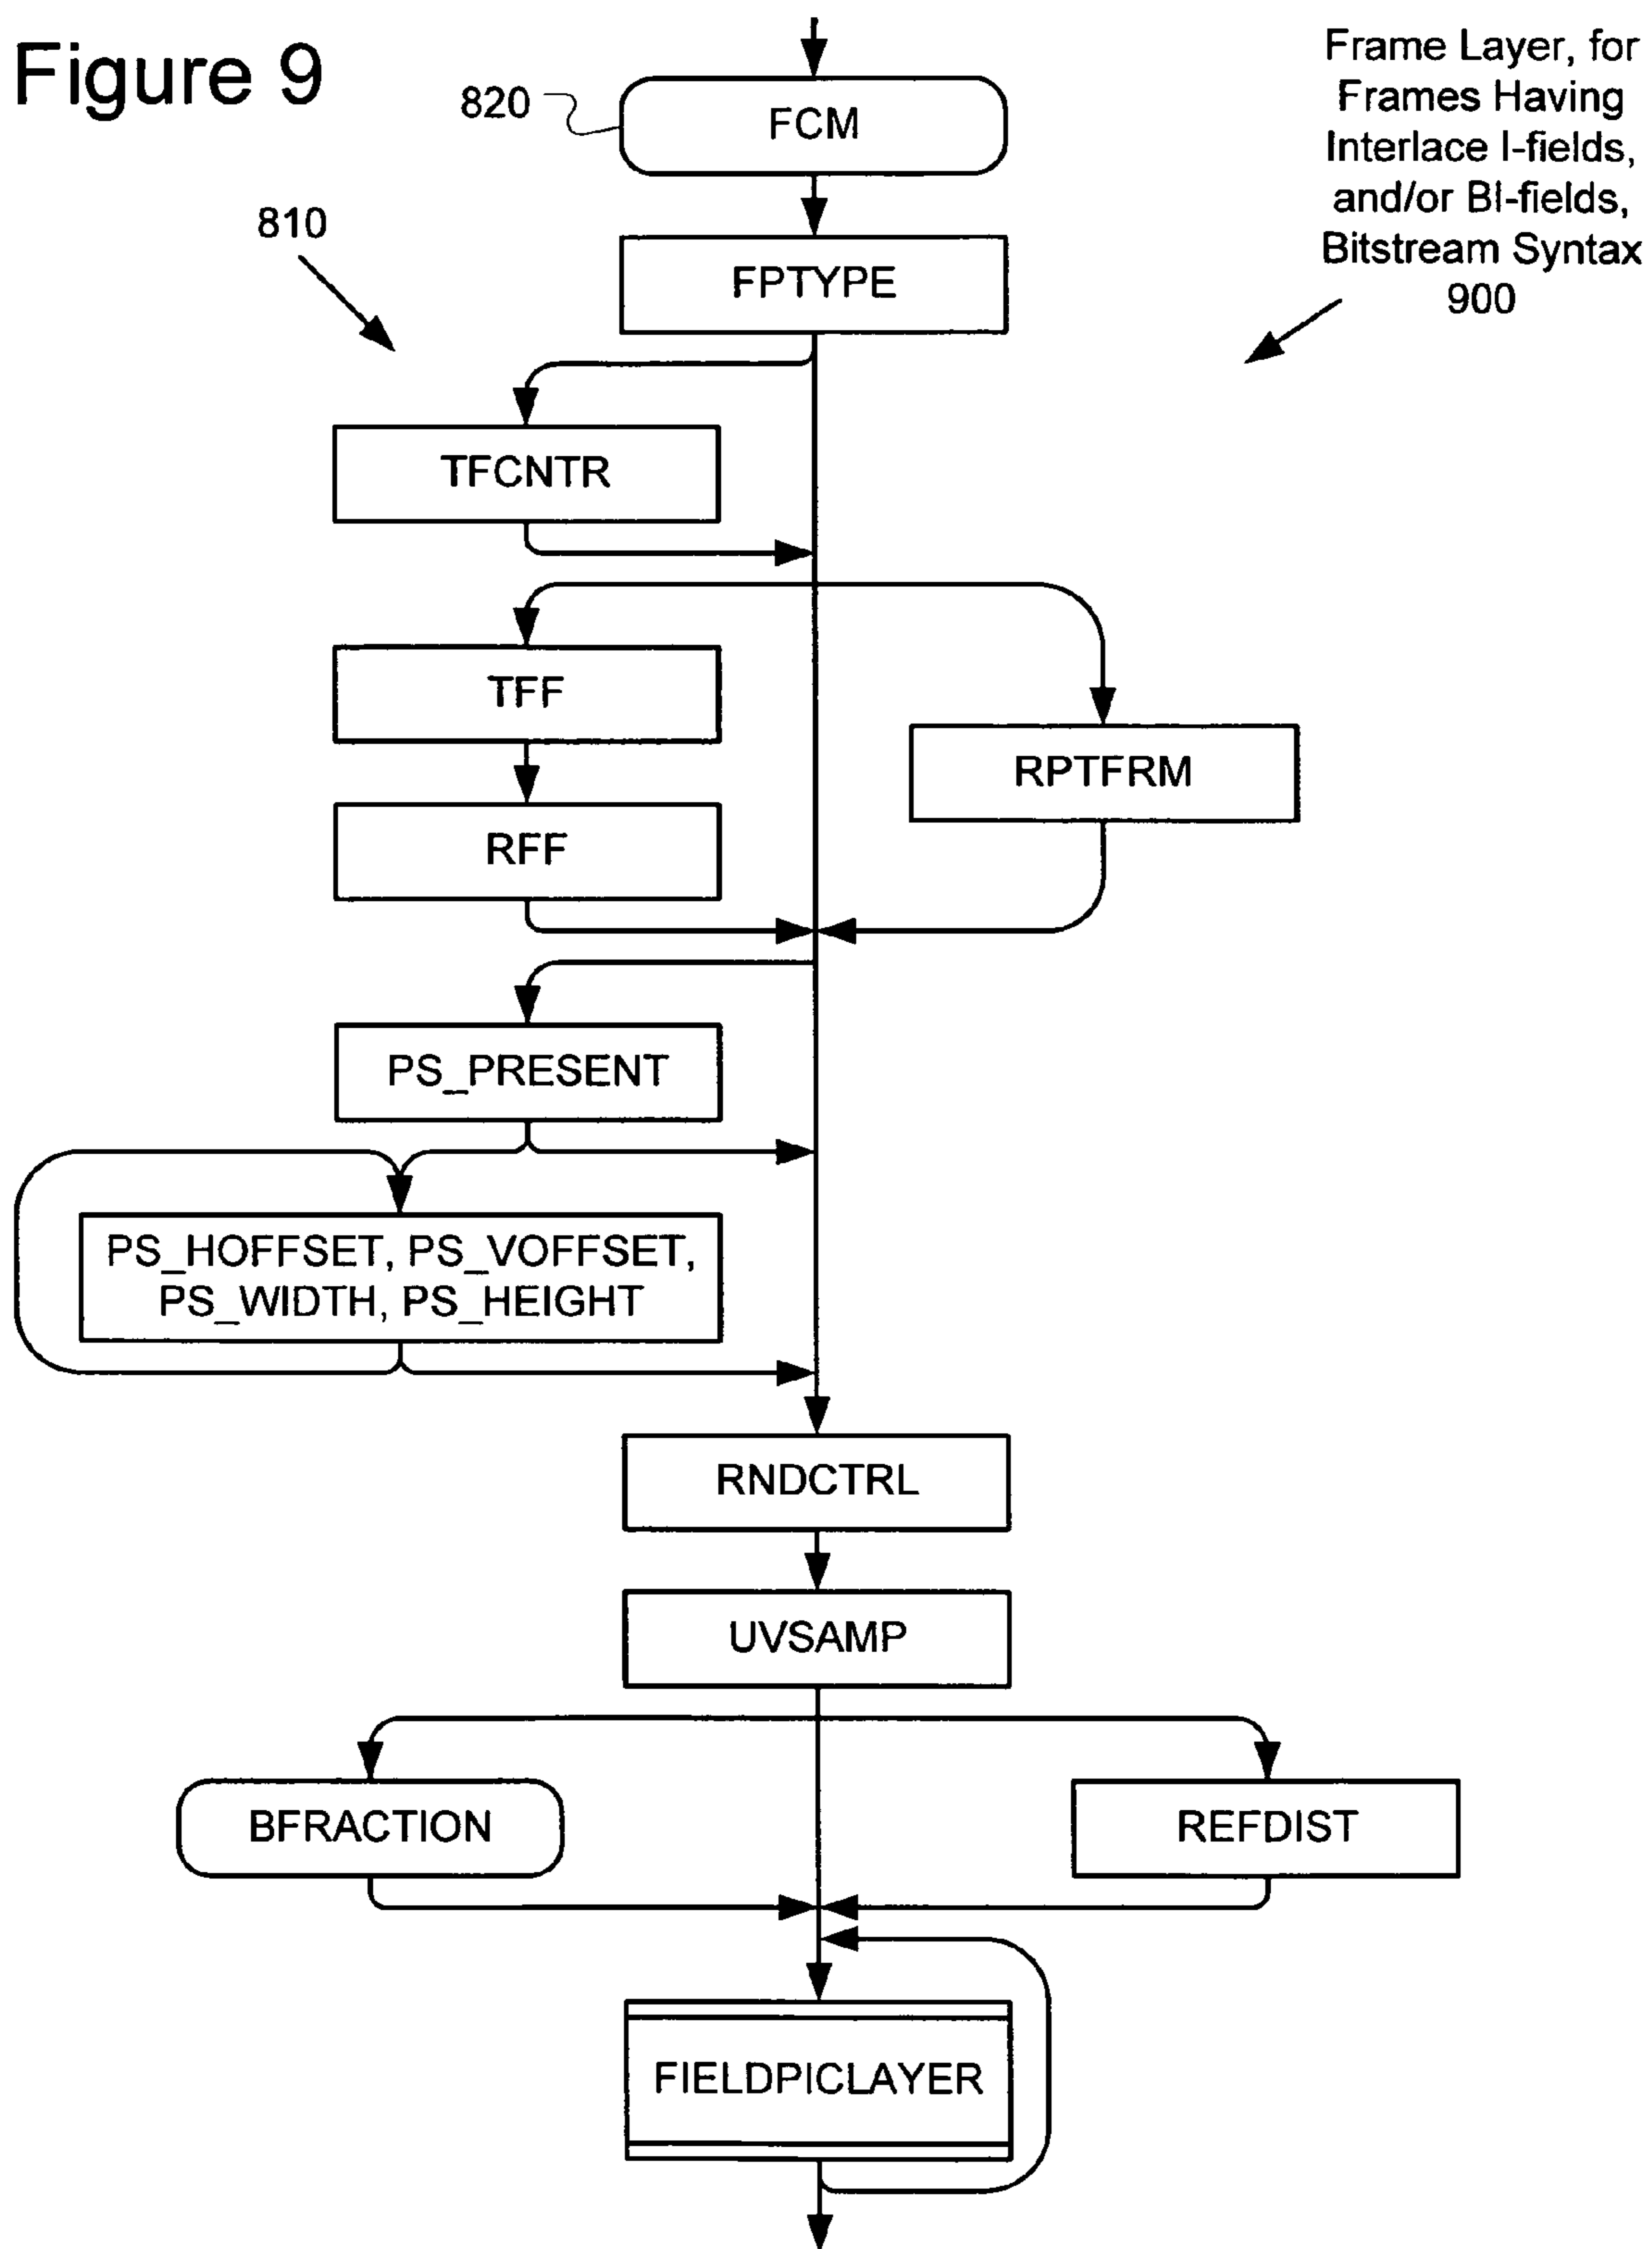 Figure 9
Frame Layer, for
Frames Having
Interlace I-fields,
and/or BI-fields,
Bitstream Syntax
900
820
FCM
810
FPTYPE
TFCNTR
TFF
RPTFRM
RFF
PS_PRESENT
PS_HOFFSET, PS_VOFFSET,
PS_WIDTH, PS_HEIGHT
RNDCTRL
UVSAMP
BFRACTION
REFDIST
FIELDPICLAYER